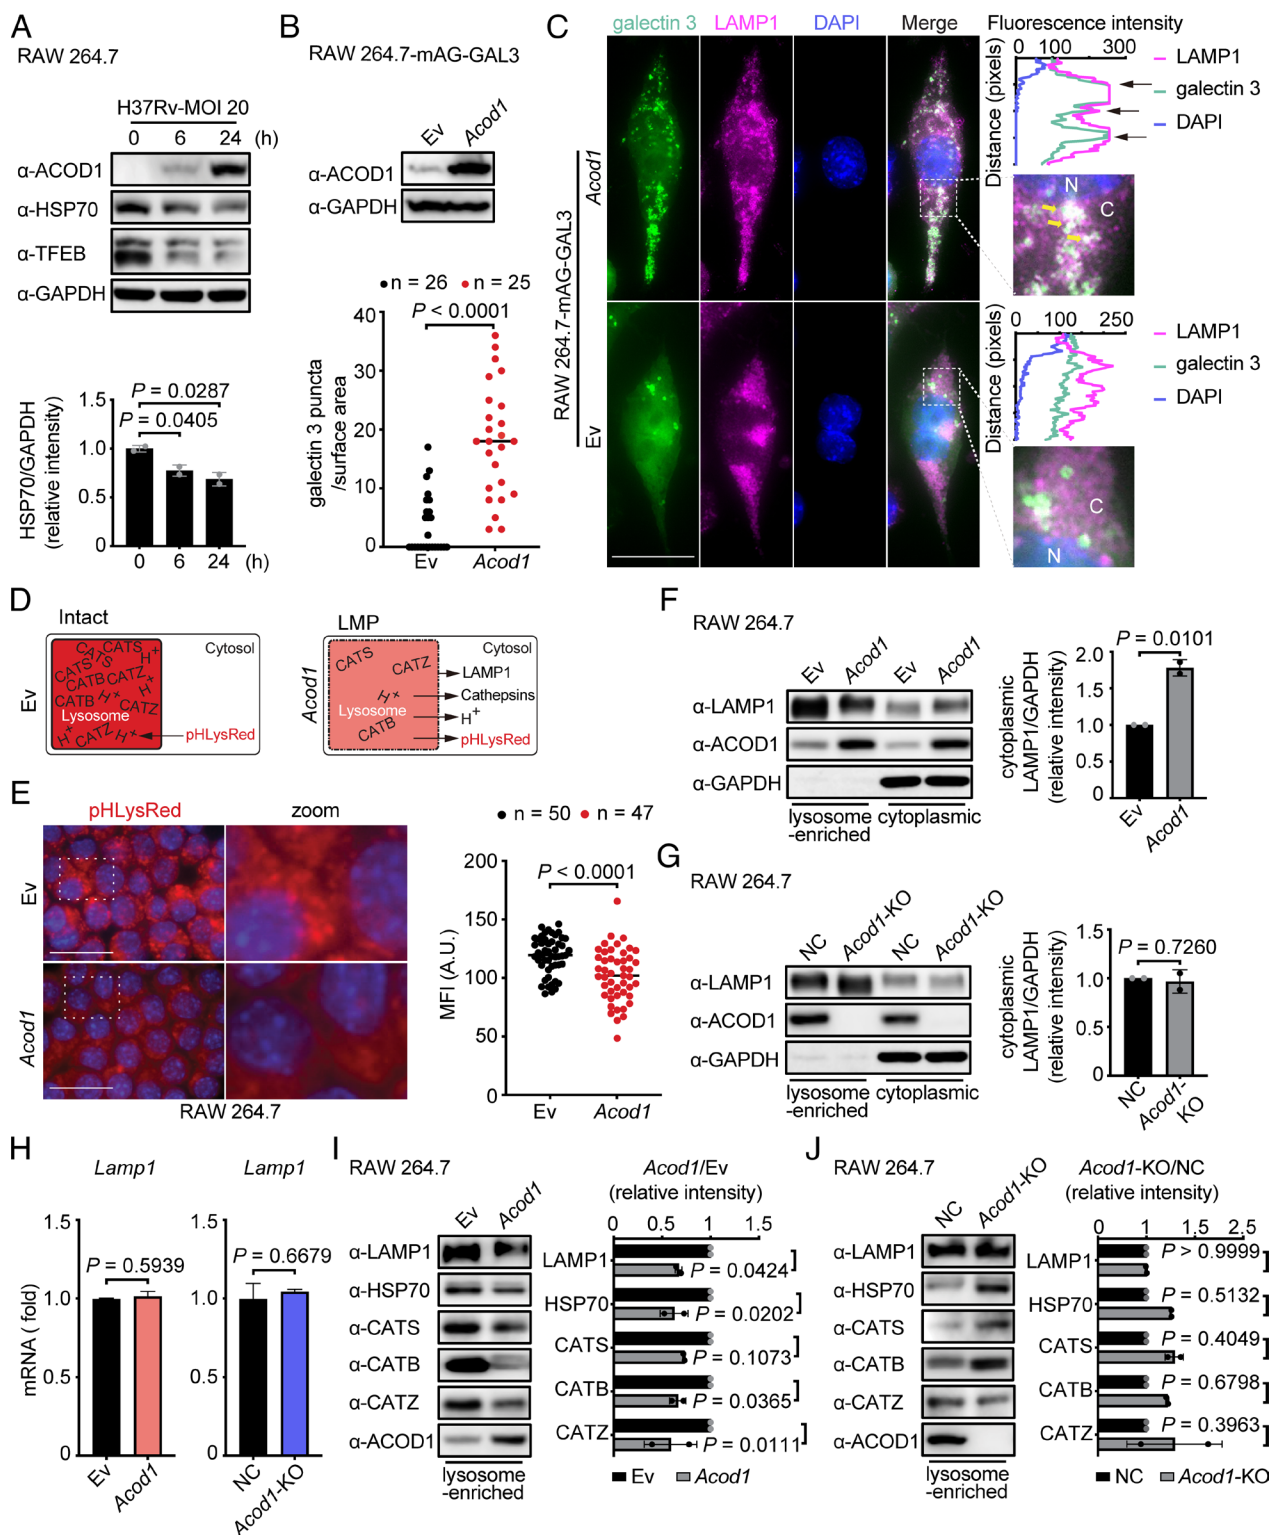 A
RAW 264.7
H37Rv-MOI 20
0 6 24 (h)
α-ACOD1
α-HSP70
α-TFEB
α-GAPDH
HSP70/GAPDH
(relative intensity)
1.5
1.0
0.5
0
P = 0.0287
P = 0.0405
0 6 24 (h)
B
RAW 264.7-mAG-GAL3
Ev Acod1
α-ACOD1
α-GAPDH
n = 26 n = 25
P < 0.0001
galectin 3 puncta
/surface area
40
30
20
10
0
Ev Acod1
C
galectin 3 LAMP1 DAPI Merge
RAW 264.7-mAG-GAL3
Acod1
Ev
Fluorescence intensity
0 100 300
Distance (pixels)
LAMP1
galectin 3
DAPI
N
C
0 100 250
Distance (pixels)
LAMP1
galectin 3
DAPI
C
N
D
Intact
Ev
CATS CATS
CATS H+
CATB CATZ H+
CATB CATZ
Lysosome
H+ CATZ H+
Cytosol
pHLysRed
LMP
Acod1
CATS
CATZ
H+
Lysosome
CATB
Cytosol
LAMP1
Cathepsins
H+
pHLysRed
E
pHLysRed zoom
Ev
Acod1
RAW 264.7
n = 50 n = 47
P < 0.0001
MFI (A.U.)
200
150
100
50
0
Ev Acod1
F
RAW 264.7
Ev Acod1 Ev Acod1
α-LAMP1
α-ACOD1
α-GAPDH
lysosome
-enriched
cytoplasmic
P = 0.0101
cytoplasmic
LAMP1/GAPDH
(relative intensity)
2.0
1.5
1.0
0.5
0
Ev Acod1
G
RAW 264.7
NC Acod1-KO NC Acod1-KO
α-LAMP1
α-ACOD1
α-GAPDH
lysosome
-enriched
cytoplasmic
P = 0.7260
cytoplasmic
LAMP1/GAPDH
(relative intensity)
1.5
1.0
0.5
0
NC Acod1-
KO
H
Lamp1
mRNA ( fold)
1.5
1.0
0.5
0
P = 0.5939
Ev Acod1
Lamp1
1.5
1.0
0.5
0
P = 0.6679
NC Acod1-KO
I
RAW 264.7
Ev Acod1
α-LAMP1
α-HSP70
α-CATS
α-CATB
α-CATZ
α-ACOD1
lysosome
-enriched
Acod1/Ev
(relative intensity)
0 0.5 1 1.5
LAMP1
P = 0.0424
HSP70
P = 0.0202
CATS
P = 0.1073
CATB
P = 0.0365
CATZ
P = 0.0111
Ev Acod1
J
RAW 264.7
NC Acod1-KO
α-LAMP1
α-HSP70
α-CATS
α-CATB
α-CATZ
α-ACOD1
lysosome
-enriched
Acod1-KO/NC
(relative intensity)
0 1 1.5 2.5
LAMP1
P > 0.9999
HSP70
P = 0.5132
CATS
P = 0.4049
CATB
P = 0.6798
CATZ
P = 0.3963
NC Acod1-KO